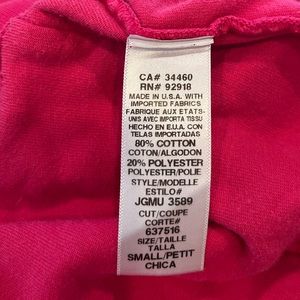 CA# 34460
RN# 92918
MADE IN U.S.A. WITH
IMPORTED FABRICS
FABRIQUE AUX ETATS-
UNIS AVEC IMPORTA TISSU
HECHO EN E.U.A. CON
TELAS IMPORTADAS
80% COTTON
COTON/ALGODON
20% POLYESTER
POLYESTER/POLIE
STYLE/MODELLE
ESTILO#
JGMU 3589
CUT/COUPE
CORTE#
637516
SIZE/TAILLE
TALLA
SMALL/PETIT
CHICA